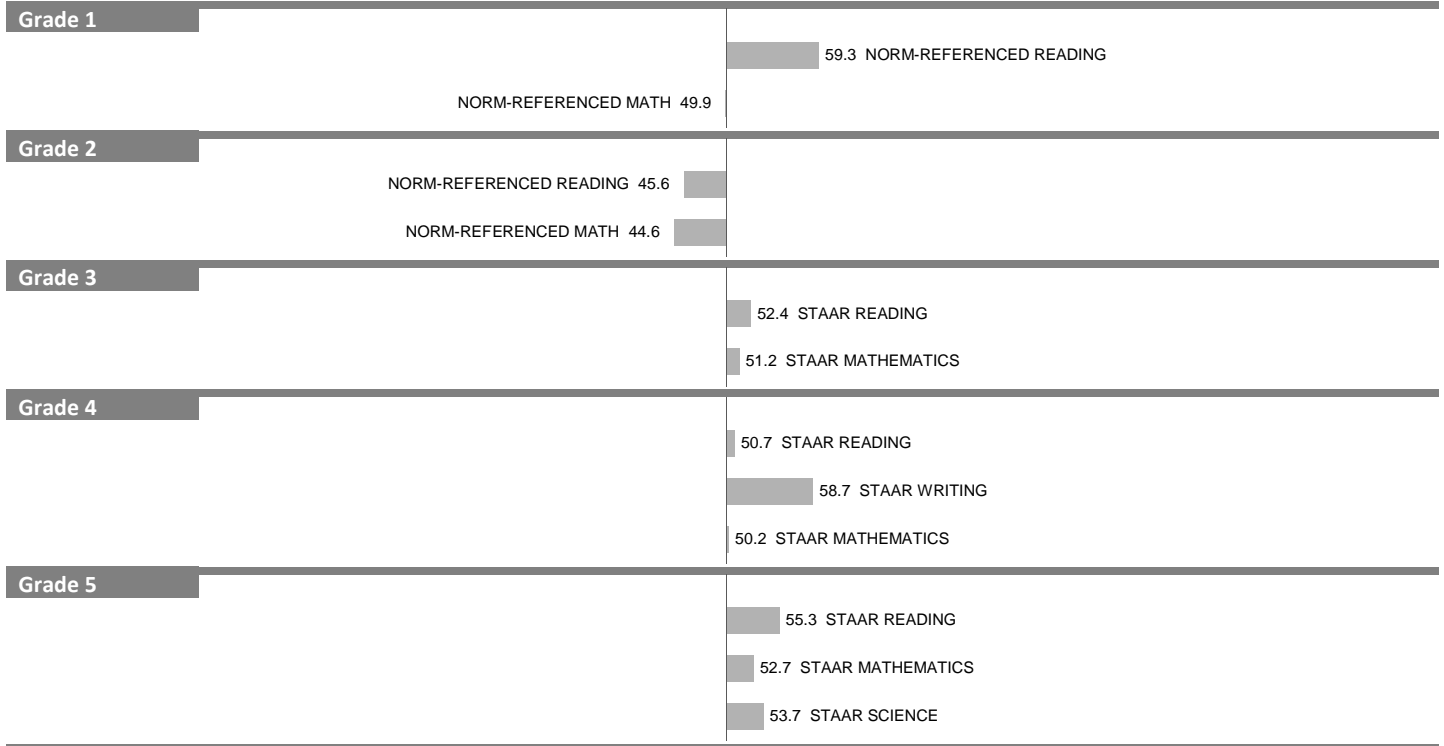 Grade 1
59.3 NORM-REFERENCED READING
NORM-REFERENCED MATH 49.9
Grade 2
NORM-REFERENCED READING 45.6
NORM-REFERENCED MATH 44.6
Grade 3
52.4 STAAR READING
51.2 STAAR MATHEMATICS
Grade 4
50.7 STAAR READING
58.7 STAAR WRITING
50.2 STAAR MATHEMATICS
Grade 5
55.3 STAAR READING
52.7 STAAR MATHEMATICS
53.7 STAAR SCIENCE